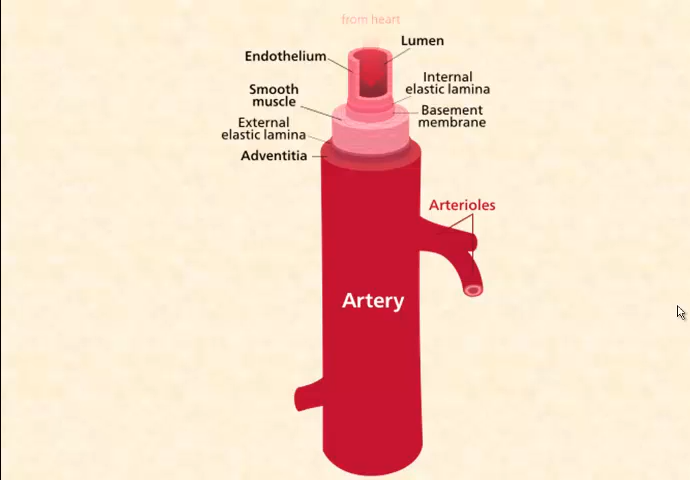 from heart
Lumen
Endothelium
Internal
elastic lamina
Smooth
muscle
Basement
membrane
External
elastic lamina
Adventitia
Arterioles
Artery